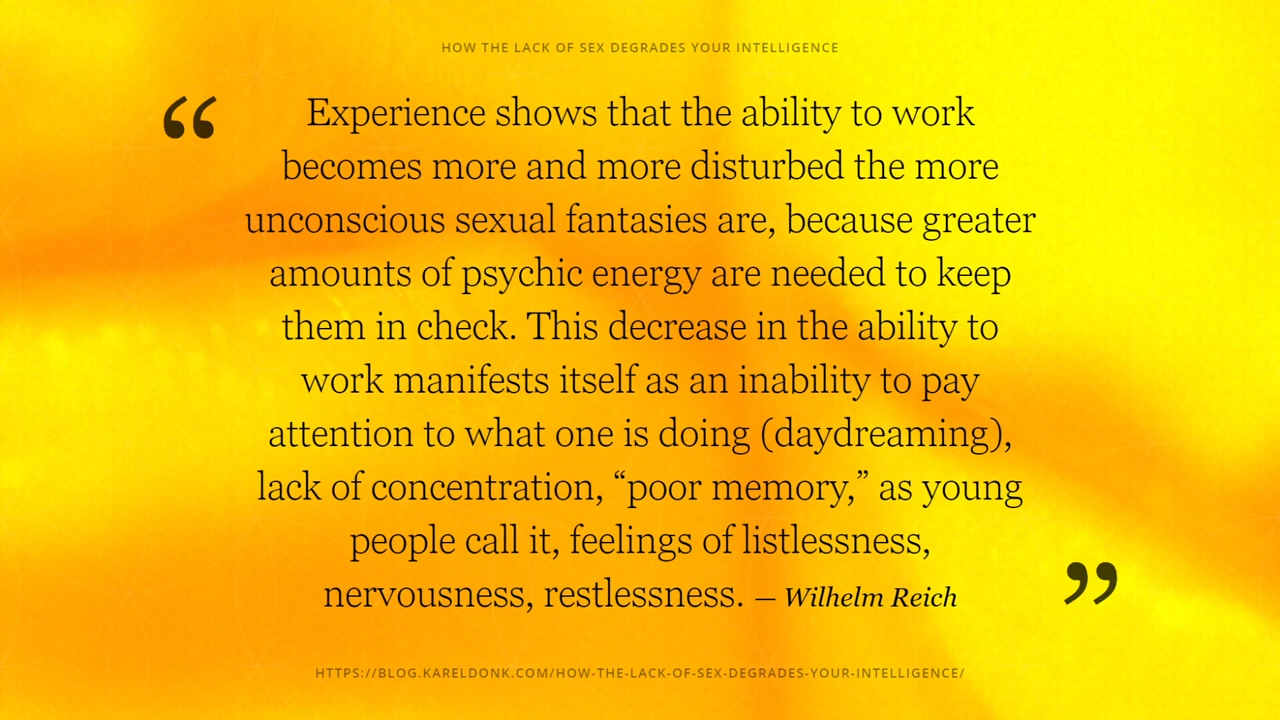 HOW THE LACK OF SEX DEGRADES YOUR INTELLIGENCE
“ Experience shows that the ability to work
becomes more and more disturbed the more
unconscious sexual fantasies are, because greater
amounts of psychic energy are needed to keep
them in check. This decrease in the ability to
work manifests itself as an inability to pay
attention to what one is doing (daydreaming),
lack of concentration, “poor memory,” as young
people call it, feelings of listlessness,
nervousness, restlessness. — Wilhelm Reich ”
HTTPS://BLOG.KARELDONK.COM/HOW-THE-LACK-OF-SEX-DEGRADES-YOUR-INTELLIGENCE/